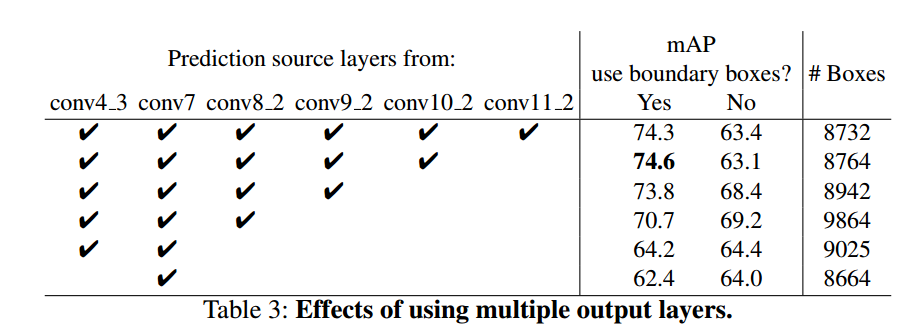 Prediction source layers from: mAP
use boundary boxes? # Boxes
conv4_3 conv7 conv8_2 conv9_2 conv10_2 conv11_2 Yes No
✔ ✔ ✔ ✔ ✔ ✔ 74.3 63.4 8732
✔ ✔ ✔ ✔ ✔ 74.6 63.1 8764
✔ ✔ ✔ ✔ 73.8 68.4 8942
✔ ✔ ✔ 70.7 69.2 9864
✔ ✔ 64.2 64.4 9025
✔ 62.4 64.0 8664
Table 3: Effects of using multiple output layers.